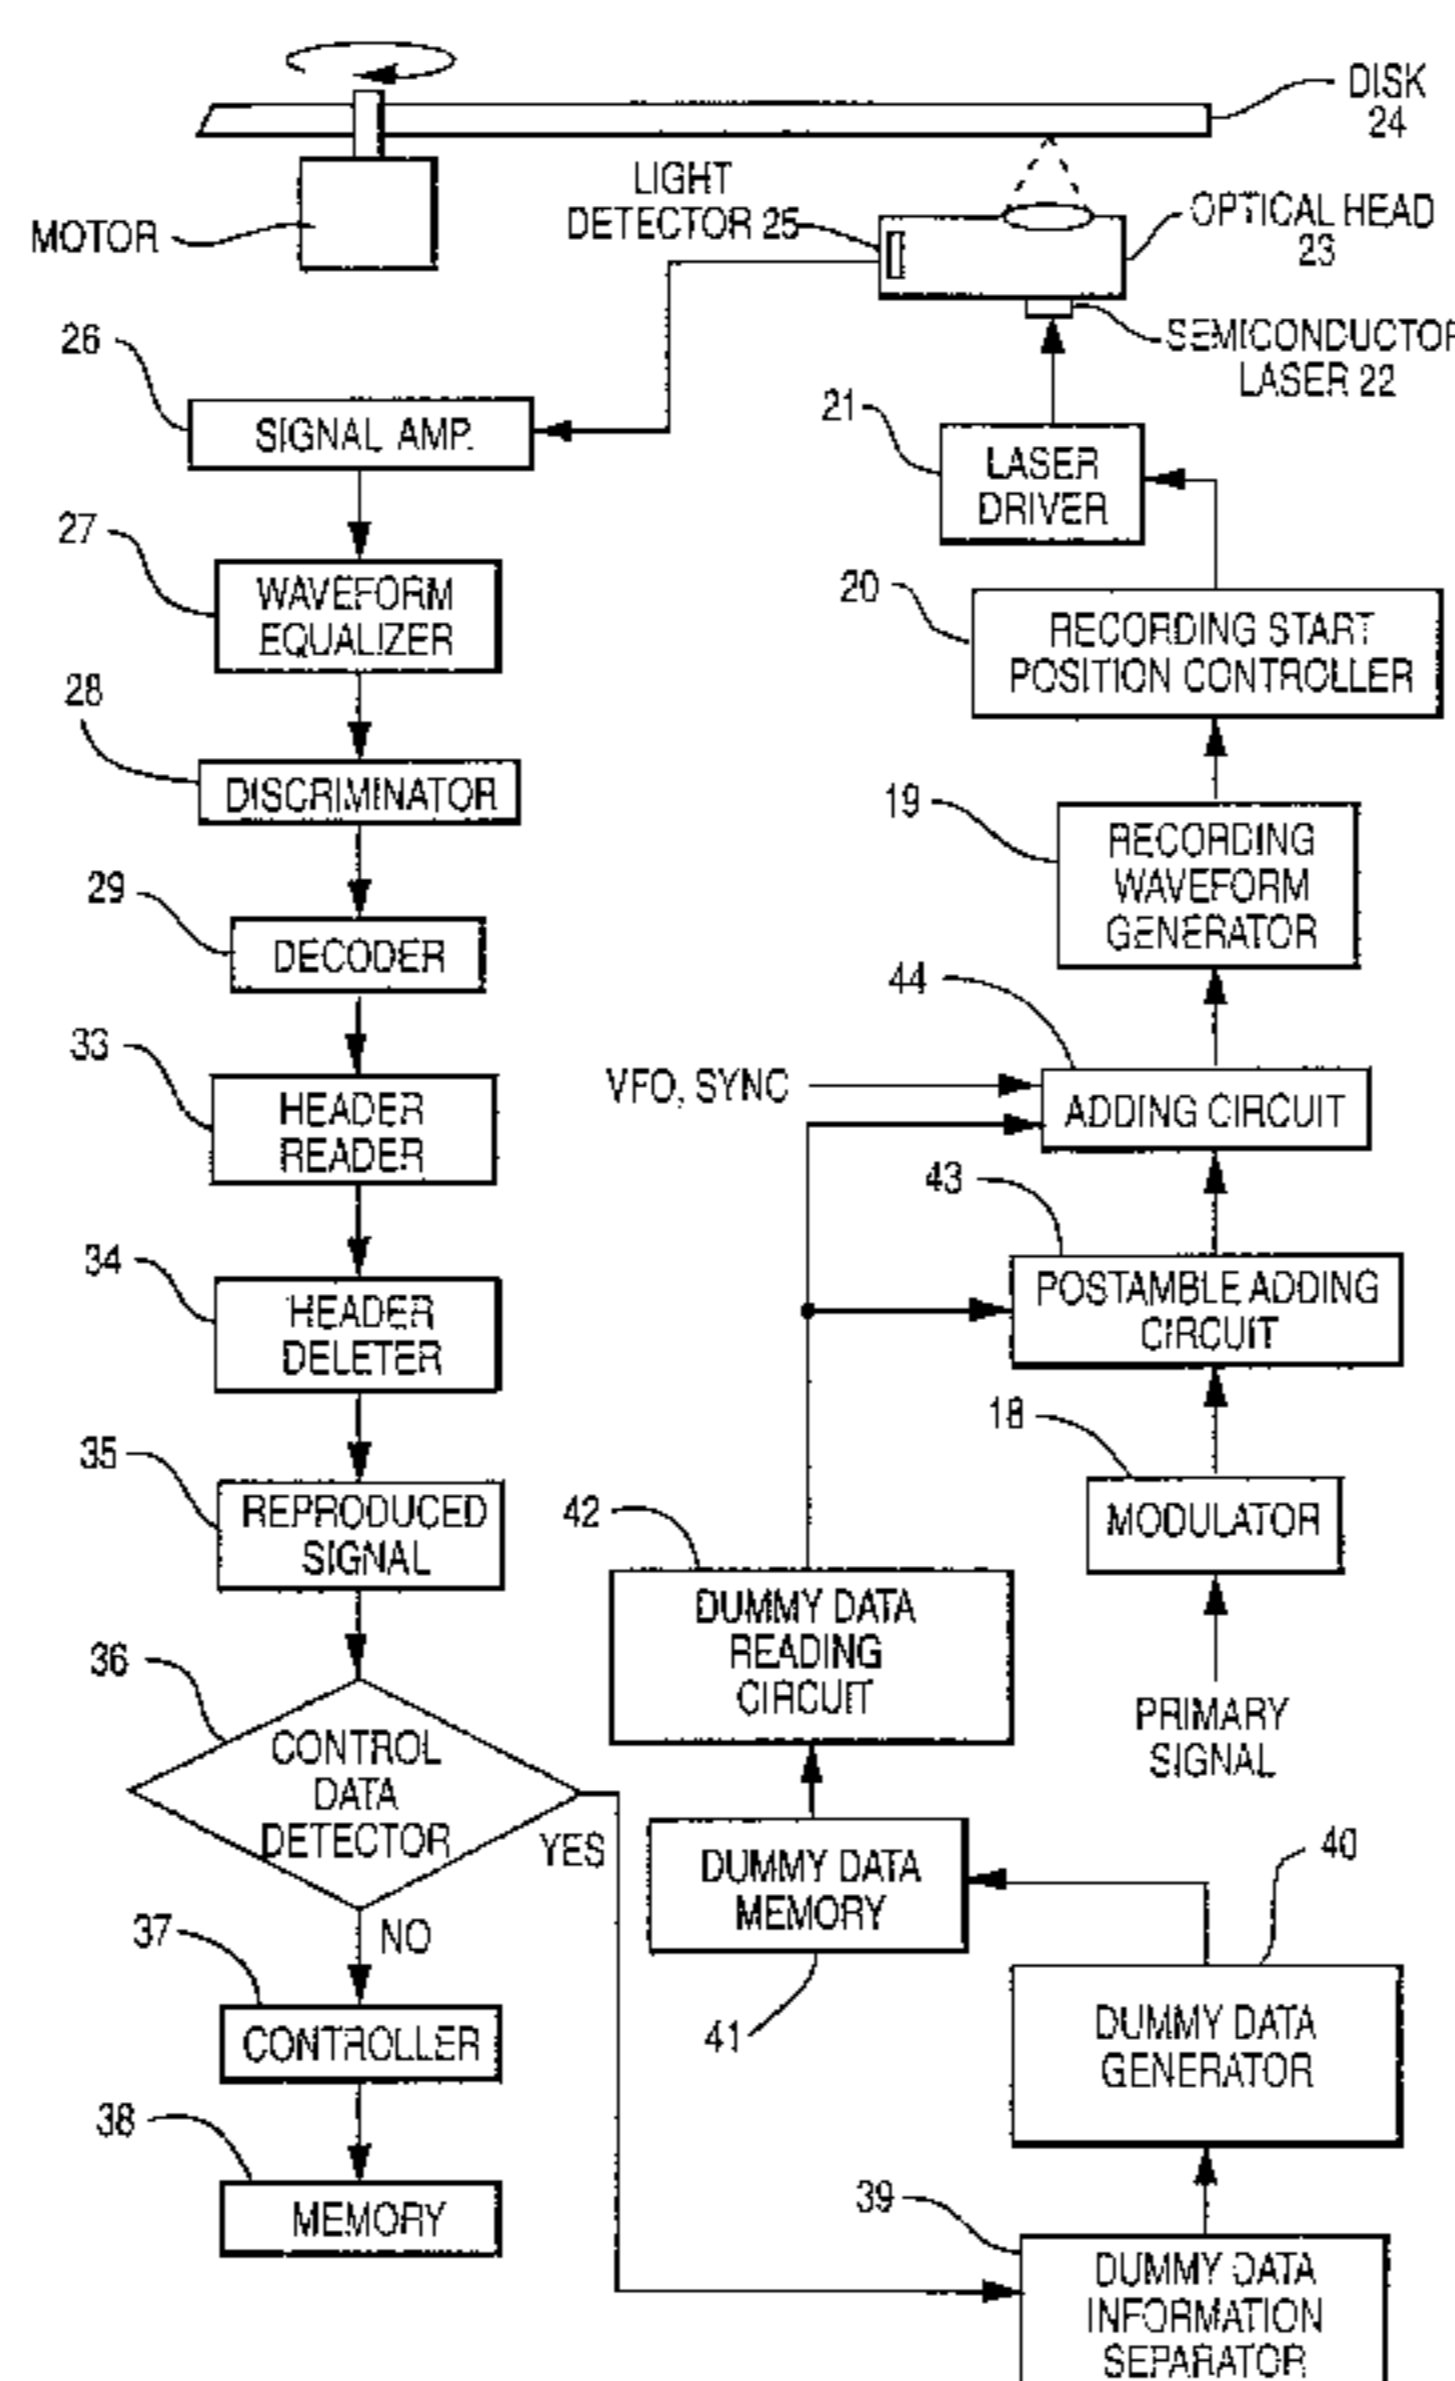 DISK
24
LIGHT
DETECTOR 25
MOTOR
OPTICAL HEAD
23
SEMICONDUCTOR
LASER 22
26
SIGNAL AMP.
21
LASER
DRIVER
27
WAVEFORM
EQUALIZER
20
RECORDING START
POSITION CONTROLLER
28
DISCRIMINATOR
19
RECORDING
WAVEFORM
GENERATOR
29
DECODER
44
33
HEADER
READER
VFO, SYNC
ADDING CIRCUIT
43
34
HEADER
DELETER
POSTAMBLE ADDING
CIRCUIT
18
35
REPRODUCED
SIGNAL
42
MODULATOR
DUMMY DATA
READING
CIRCUIT
36
CONTROL
DATA
DETECTOR
YES
PRIMARY
SIGNAL
DUMMY DATA
MEMORY
40
37
NO
41
CONTROLLER
DUMMY DATA
GENERATOR
38
MEMORY
39
DUMMY DATA
INFORMATION
SEPARATOR